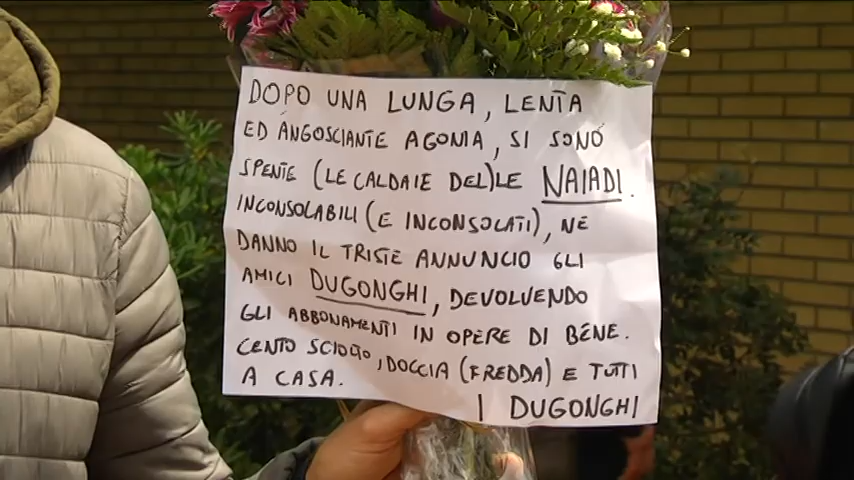 DOPO UNA LUNGA, LENTA
ED ANGOSCIANTE AGONIA, SI SONO
SPENTE (LE CALDAIE DEL)LE NAIADI.
INCONSOLABILI (E INCONSOLATI), NE
DANNO IL TRISTE ANNUNCIO GLI
AMICI DUGONGHI, DEVOLVENDO
GLI ABBONAMENTI IN OPERE DI BENE.
CENTO SCIOLTO, DOCCIA (FREDDA) E TUTTI
A CASA.
I DUGONGHI